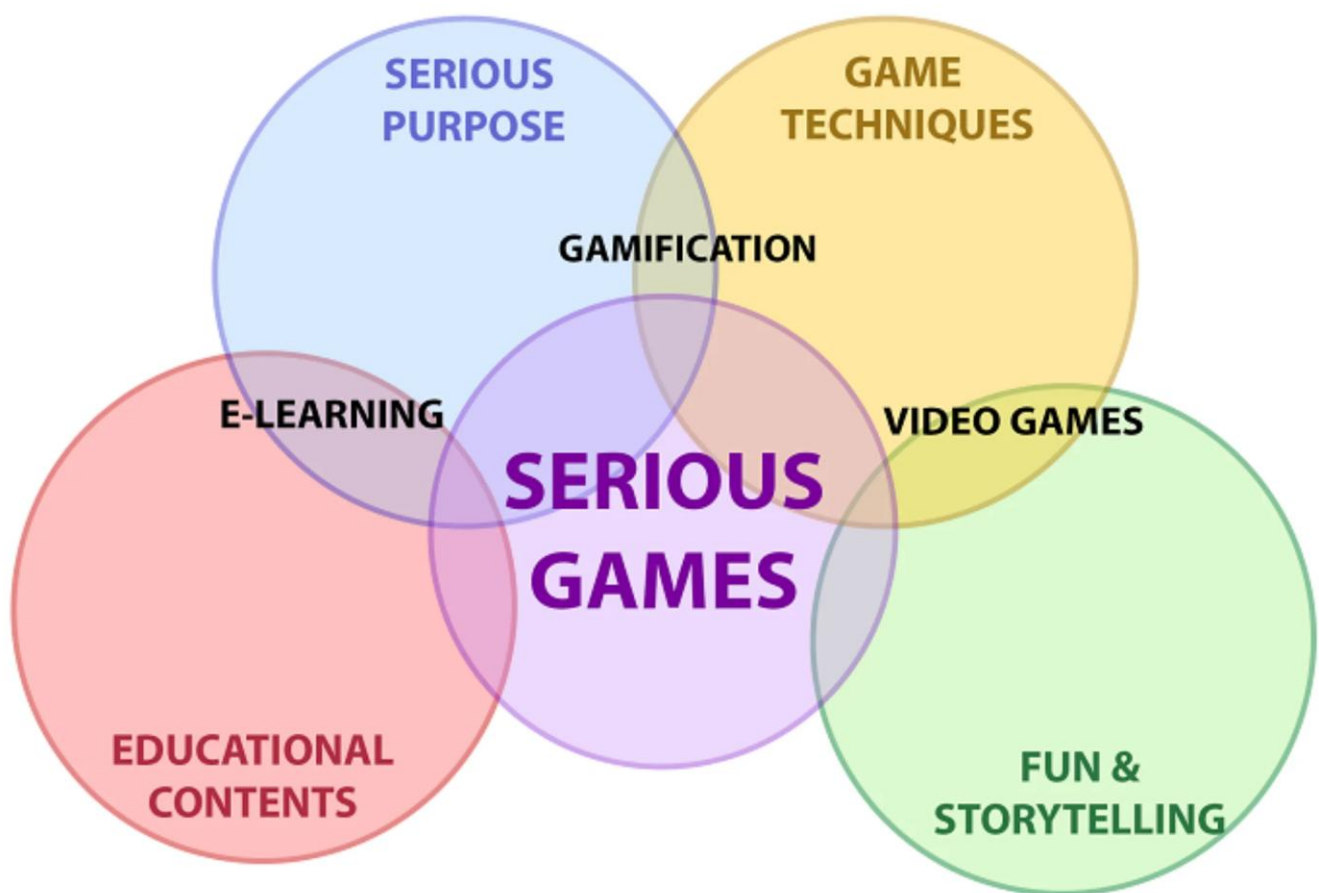 SERIOUS
PURPOSE
GAME
TECHNIQUES
GAMIFICATION
E-LEARNING
VIDEO GAMES
SERIOUS
GAMES
EDUCATIONAL
CONTENTS
FUN &
STORYTELLING